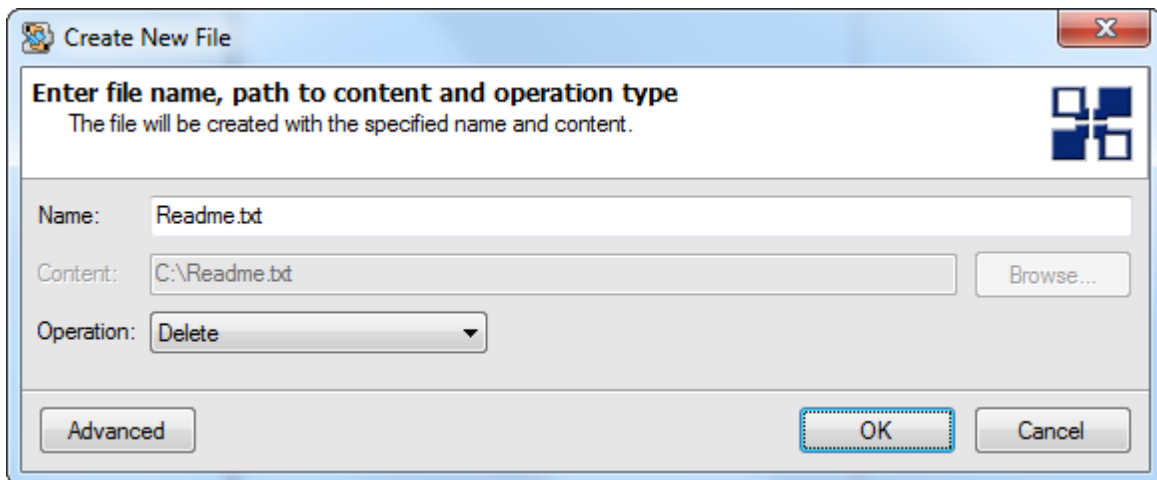 Create New File
Enter file name, path to content and operation type
The file will be created with the specified name and content.
Name: Readme.txt
Content: C:\Readme.txt Browse...
Operation: Delete
Advanced OK Cancel